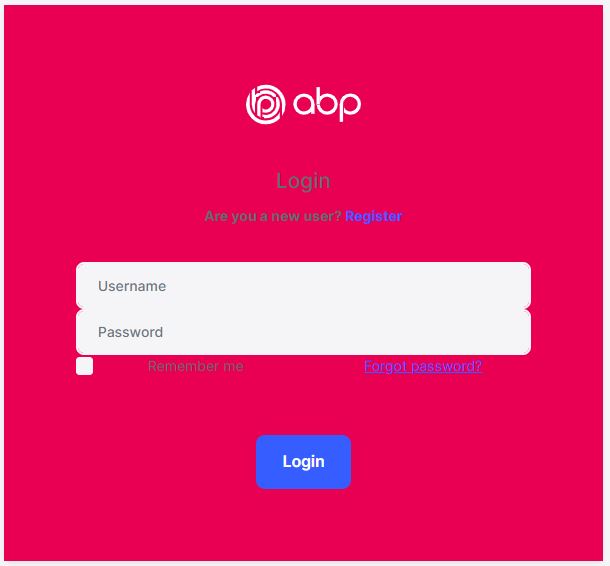 abp
Login
Are you a new user? Register
Username
Password
Remember me Forgot password?
Login